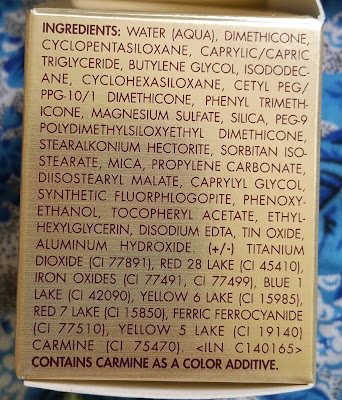 INGREDIENTS: WATER (AQUA), DIMETHICONE,
CYCLOPENTASILOXANE, CAPRYLIC/CAPRIC
TRIGLYCERIDE, BUTYLENE GLYCOL, ISODODEC-
ANE, CYCLOHEXASILOXANE, CETYL PEG/
PPG-10/1 DIMETHICONE, PHENYL TRIMETH-
ICONE, MAGNESIUM SULFATE, SILICA, PEG-9
POLYDIMETHYLSILOXYETHYL DIMETHICONE,
STEARALKONIUM HECTORITE, SORBITAN ISO-
STEARATE, MICA, PROPYLENE CARBONATE,
DIISOSTEARYL MALATE, CAPRYLYL GLYCOL,
SYNTHETIC FLUORPHLOGOPITE, PHENOXY-
ETHANOL, TOCOPHERYL ACETATE, ETHYL-
HEXYLGLYCERIN, DISODIUM EDTA, TIN OXIDE,
ALUMINUM HYDROXIDE. (+/-) TITANIUM
DIOXIDE (CI 77891), RED 28 LAKE (CI 45410),
IRON OXIDES (CI 77491, CI 77499), BLUE 1
LAKE (CI 42090), YELLOW 6 LAKE (CI 15985),
RED 7 LAKE (CI 15850), FERRIC FERROCYANIDE
(CI 77510), YELLOW 5 LAKE (CI 19140)
CARMINE (CI 75470). <ILN C140165>
CONTAINS CARMINE AS A COLOR ADDITIVE.